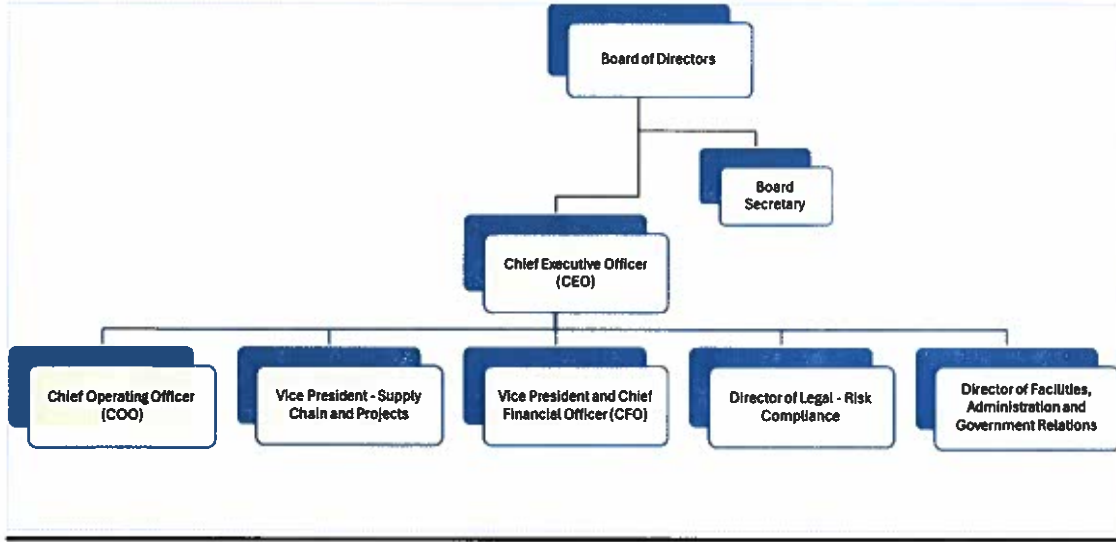 Board of Directors
Board
Secretary
Chief Executive Officer
(CEO)
Chief Operating Officer
(COO)
Vice President - Supply
Chain and Projects
Vice President and Chief
Financial Officer (CFO)
Director of Legal - Risk
Compliance
Director of Facilities,
Administration and
Government Relations